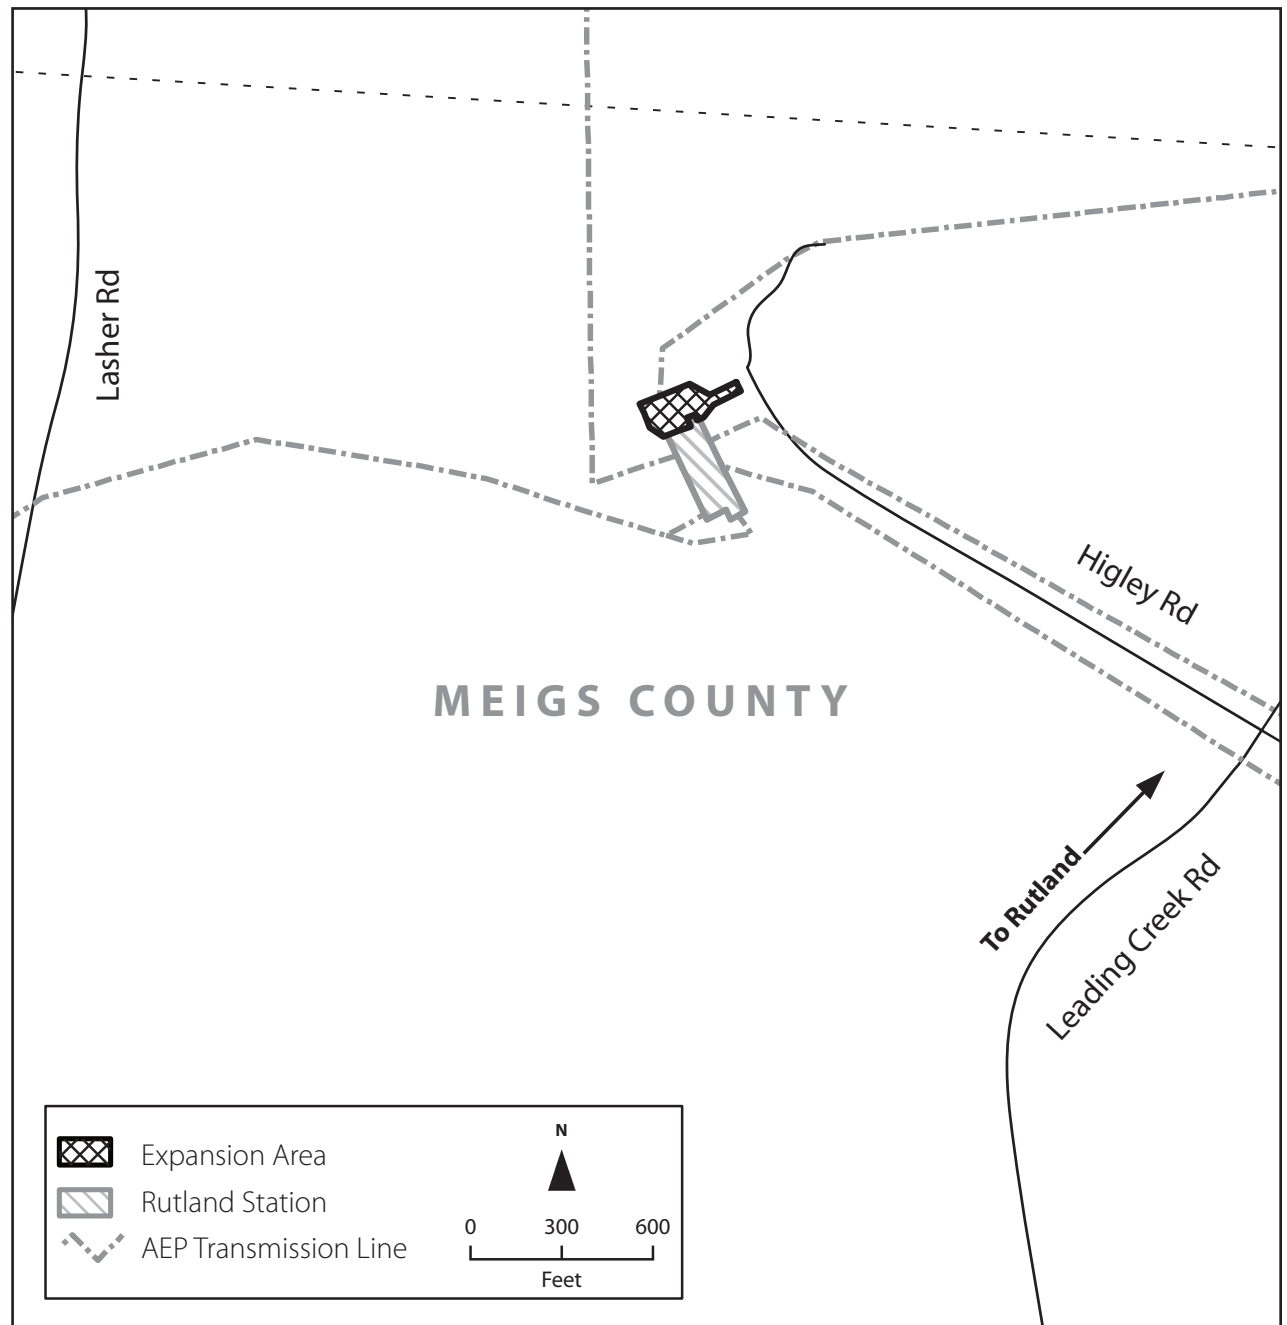 Lasher Rd
Higley Rd
MEIGS COUNTY
To Rutland
Leading Creek Rd
Expansion Area
Rutland Station
AEP Transmission Line
N
0 300 600
Feet